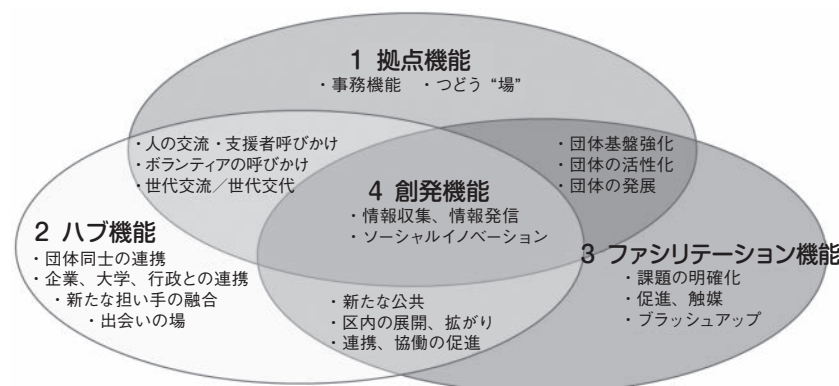 1 拠点機能
・事務機能 ・つどう“場”
・人の交流・支援者呼びかけ
・ボランティアの呼びかけ
・世代交流／世代交代
・団体基盤強化
・団体の活性化
・団体の発展
4 創発機能
・情報収集、情報発信
・ソーシャルイノベーション
2 ハブ機能
・団体同士の連携
・企業、大学、行政との連携
・新たな担い手の融合
・出会いの場
3 ファシリテーション機能
・課題の明確化
・促進、触媒
・ブラッシュアップ
・新たな公共
・区内の展開、拡がり
・連携、協働の促進